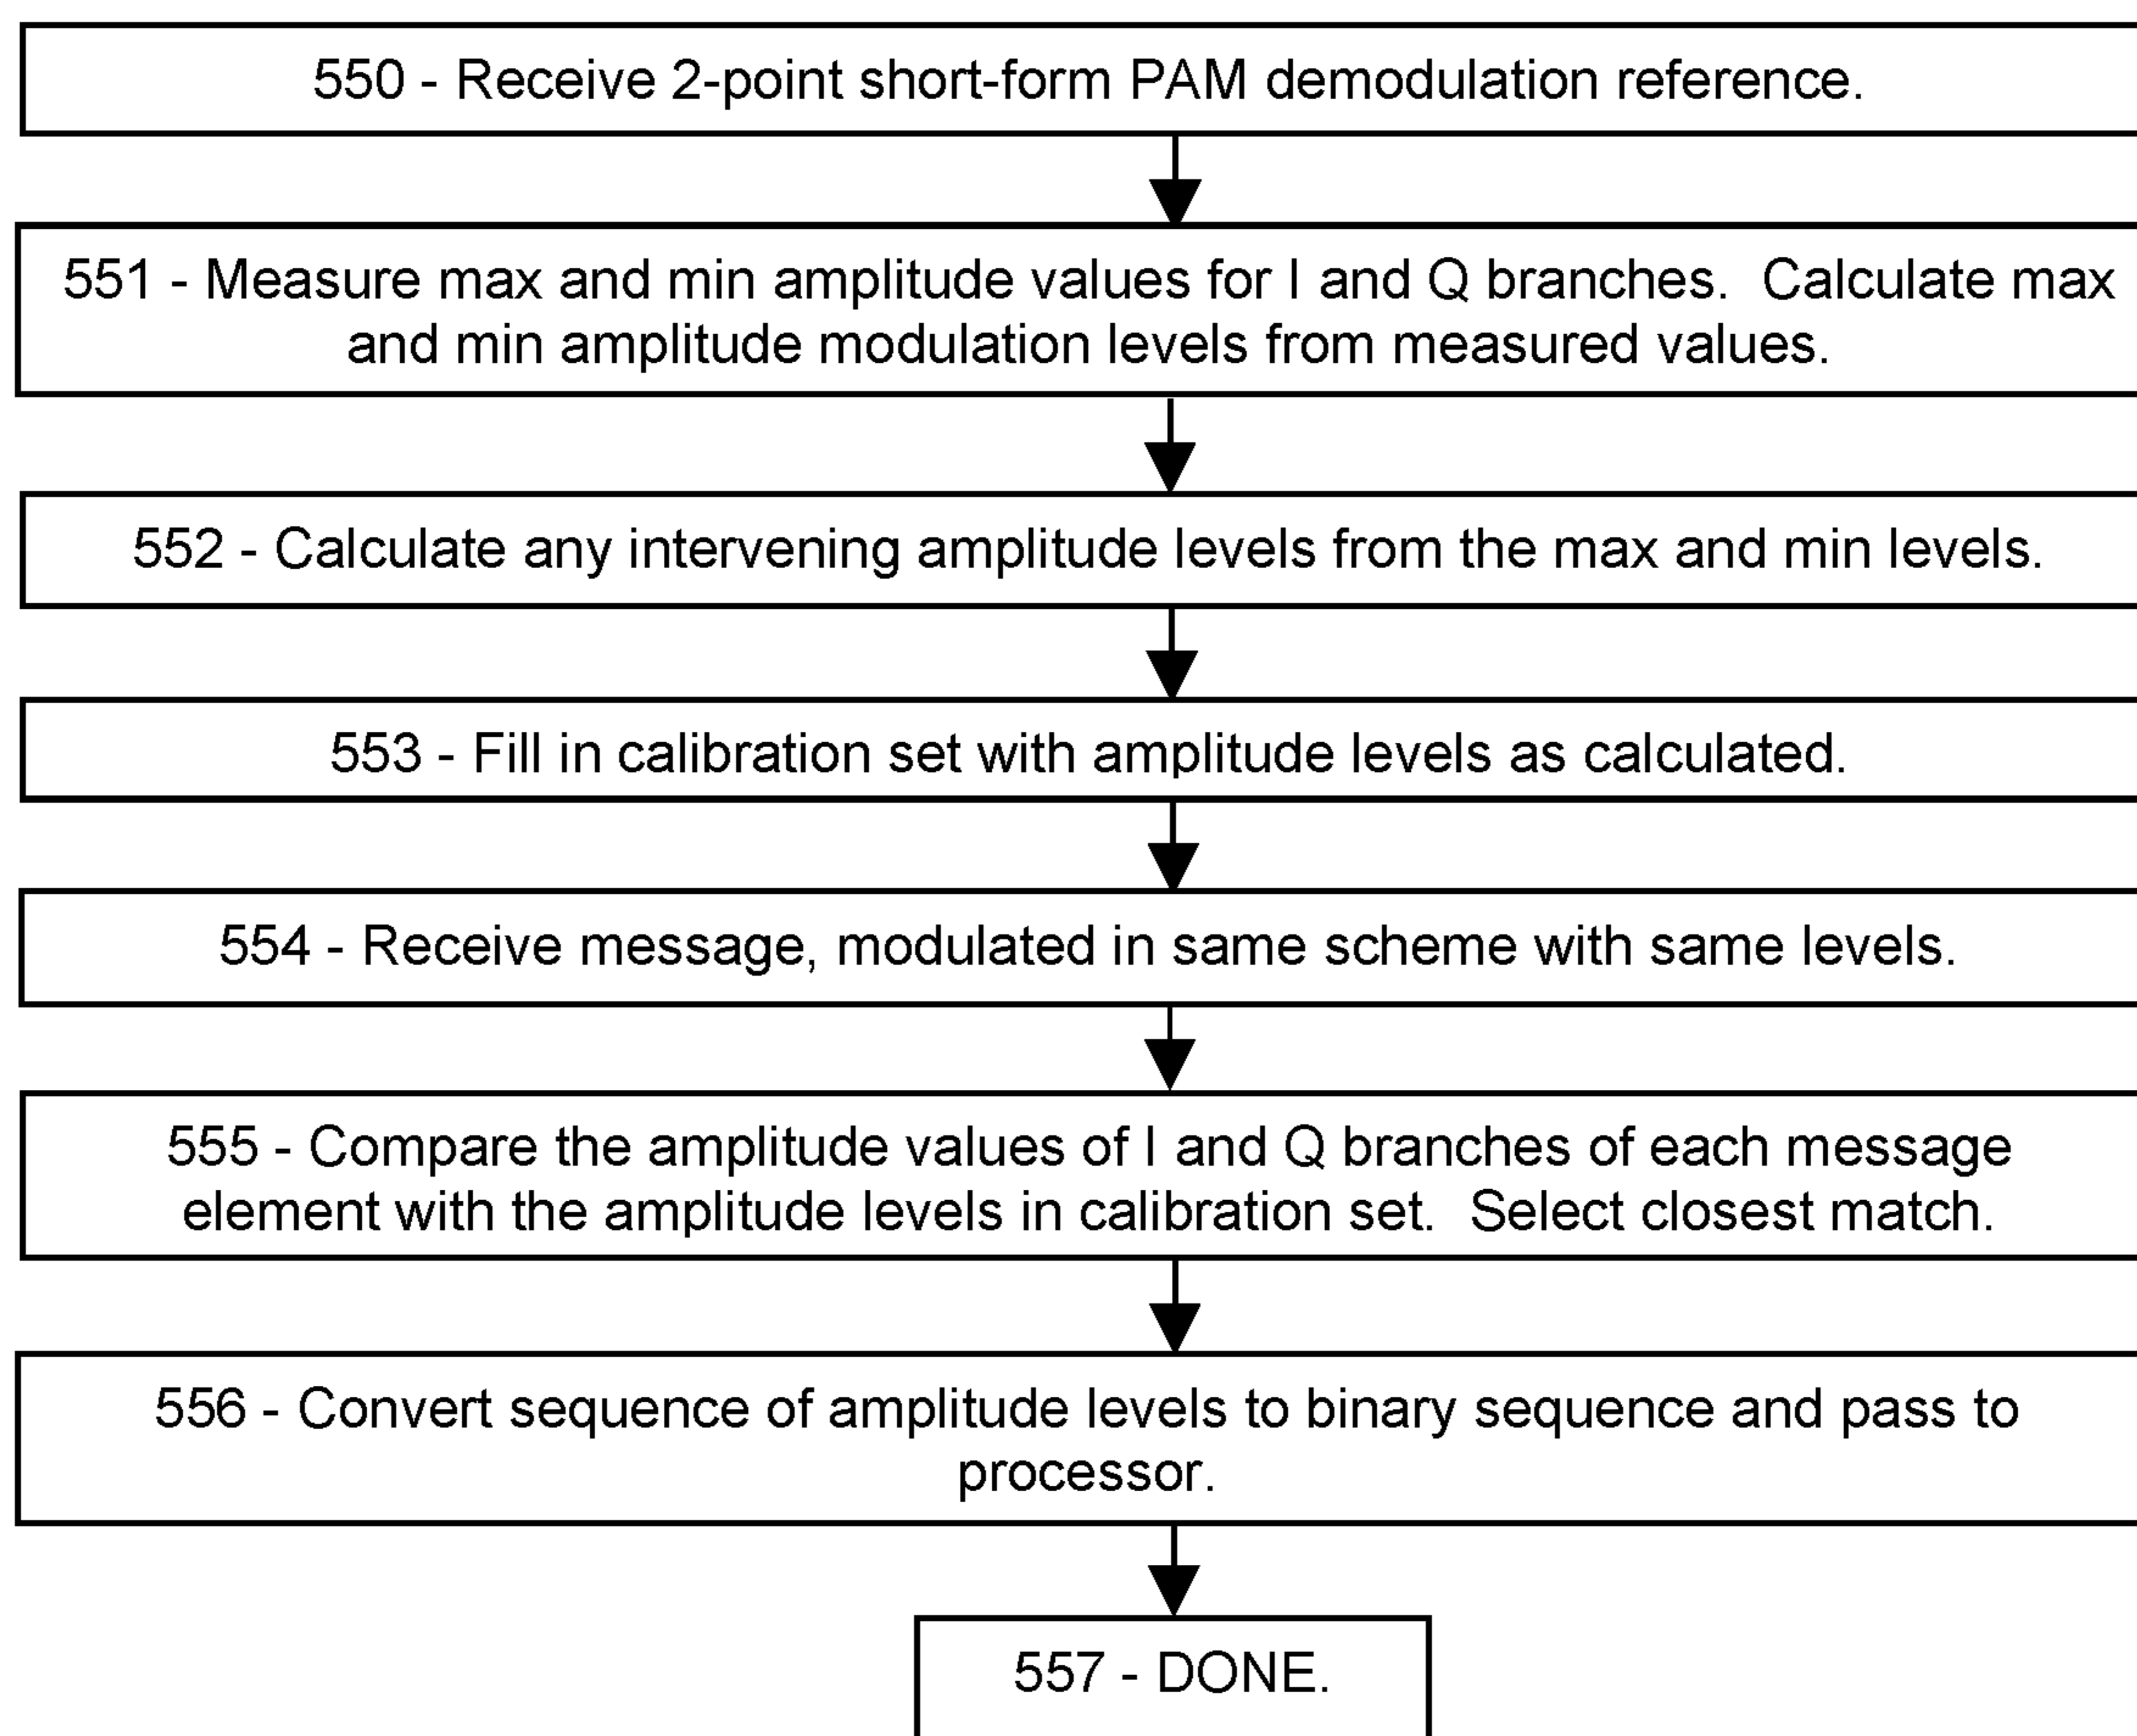 550 - Receive 2-point short-form PAM demodulation reference.
551 - Measure max and min amplitude values for I and Q branches.  Calculate max
and min amplitude modulation levels from measured values.
552 - Calculate any intervening amplitude levels from the max and min levels.
553 - Fill in calibration set with amplitude levels as calculated.
554 - Receive message, modulated in same scheme with same levels.
555 - Compare the amplitude values of I and Q branches of each message
element with the amplitude levels in calibration set.  Select closest match.
556 - Convert sequence of amplitude levels to binary sequence and pass to
processor.
557 - DONE.